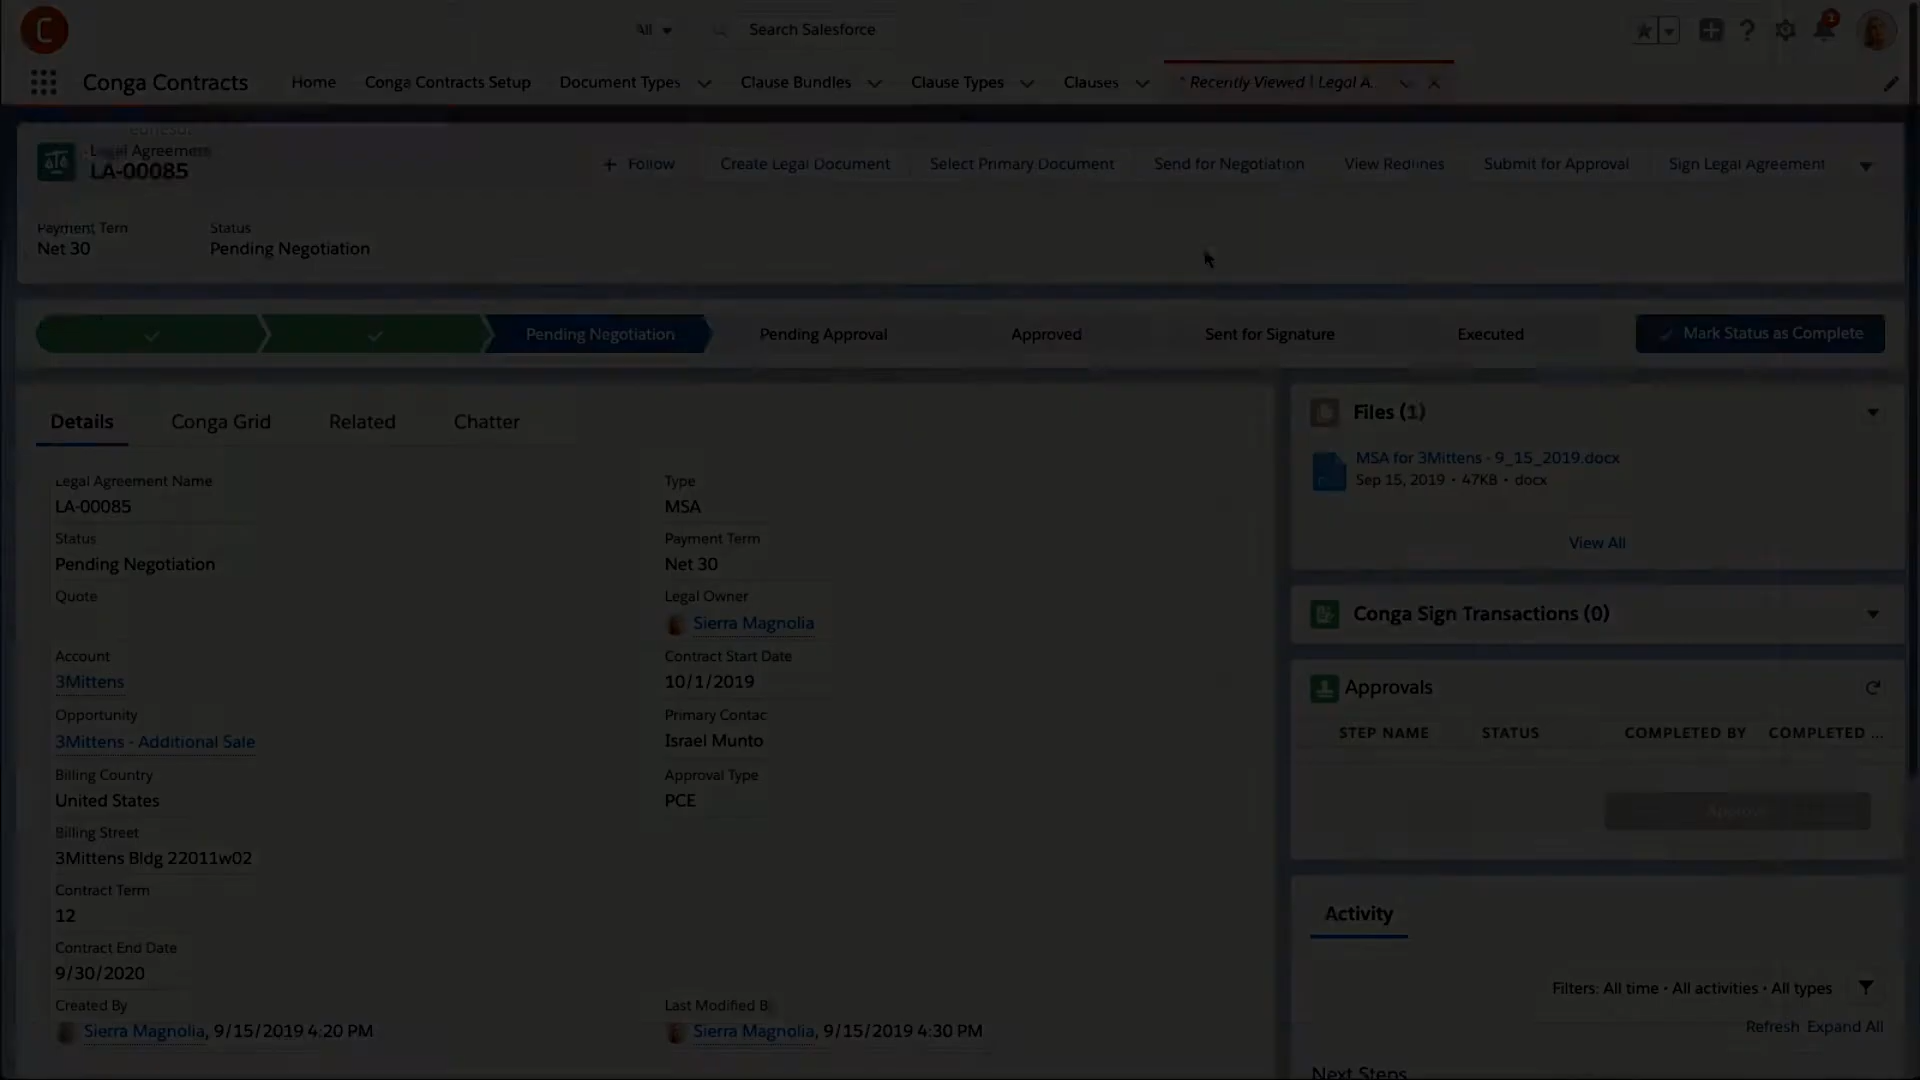 All
Search Salesforce
2
Conga Contracts
Home
Conga Contracts Setup
Document Types
Clause Bundles
Clause Types
Clauses
* Recently Viewed | Legal A...
Legal Agreement
LA-00085
Follow
Create Legal Document
Select Primary Document
Send for Negotiation
View Redlines
Submit for Approval
Sign Legal Agreement
Payment Term
Status
Net 30
Pending Negotiation
Pending Negotiation
Pending Approval
Approved
Sent for Signature
Executed
Mark Status as Complete
Details
Conga Grid
Related
Chatter
Legal Agreement Name
LA-00085
Type
MSA
Status
Pending Negotiation
Payment Term
Net 30
Quote
Legal Owner
Sierra Magnolia
Account
3Mittens
Contract Start Date
10/1/2019
Opportunity
3Mittens - Additional Sale
Primary Contac
Israel Munto
Billing Country
United States
Approval Type
PCE
Billing Street
3Mittens Bldg 22011w02
Contract Term
12
Contract End Date
9/30/2020
Created By
Sierra Magnolia, 9/15/2019 4:20 PM
Last Modified B
Sierra Magnolia, 9/15/2019 4:30 PM
Files (1)
MSA for 3Mittens - 9_15_2019.docx
Sep 15, 2019 • 47KB • docx
View All
Conga Sign Transactions (0)
Approvals
STEP NAME
STATUS
COMPLETED BY
COMPLETED ...
Activity
Filters: All time • All activities • All types
Refresh
Expand All
Next Steps